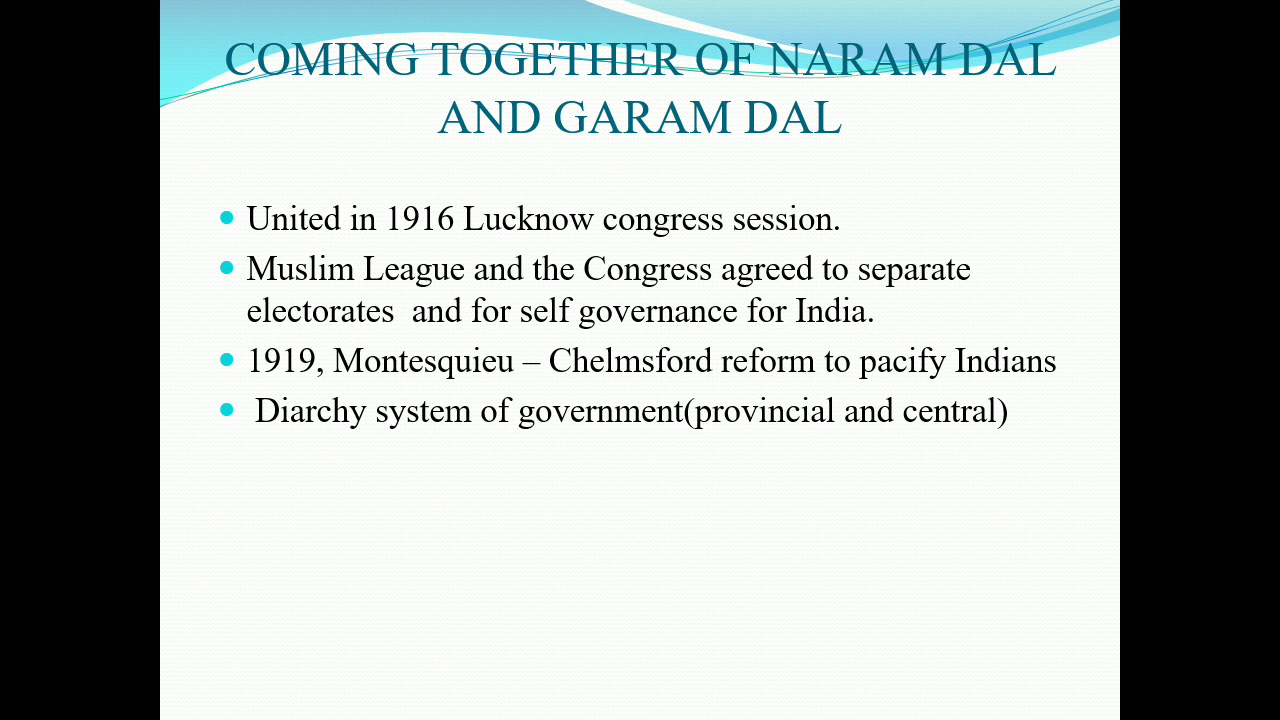 COMING TOGETHER OF NARAM DAL
AND GARAM DAL
United in 1916 Lucknow congress session.
Muslim League and the Congress agreed to separate
electorates  and for self governance for India.
1919, Montesquieu – Chelmsford reform to pacify Indians
Diarchy system of government(provincial and central)